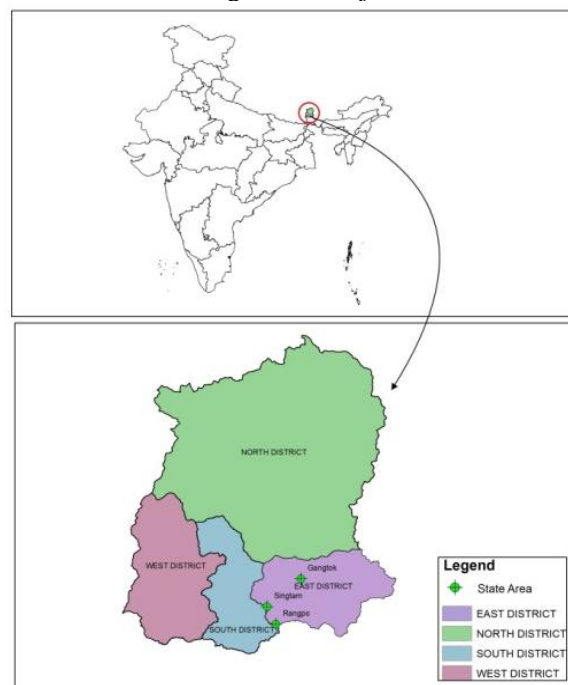 NORTH DISTRICT
WEST DISTRICT
Gangtok
EAST DISTRICT
Singtam
Rangpo
SOUTH DISTRICT
Legend
State Area
EAST DISTRICT
NORTH DISTRICT
SOUTH DISTRICT
WEST DISTRICT